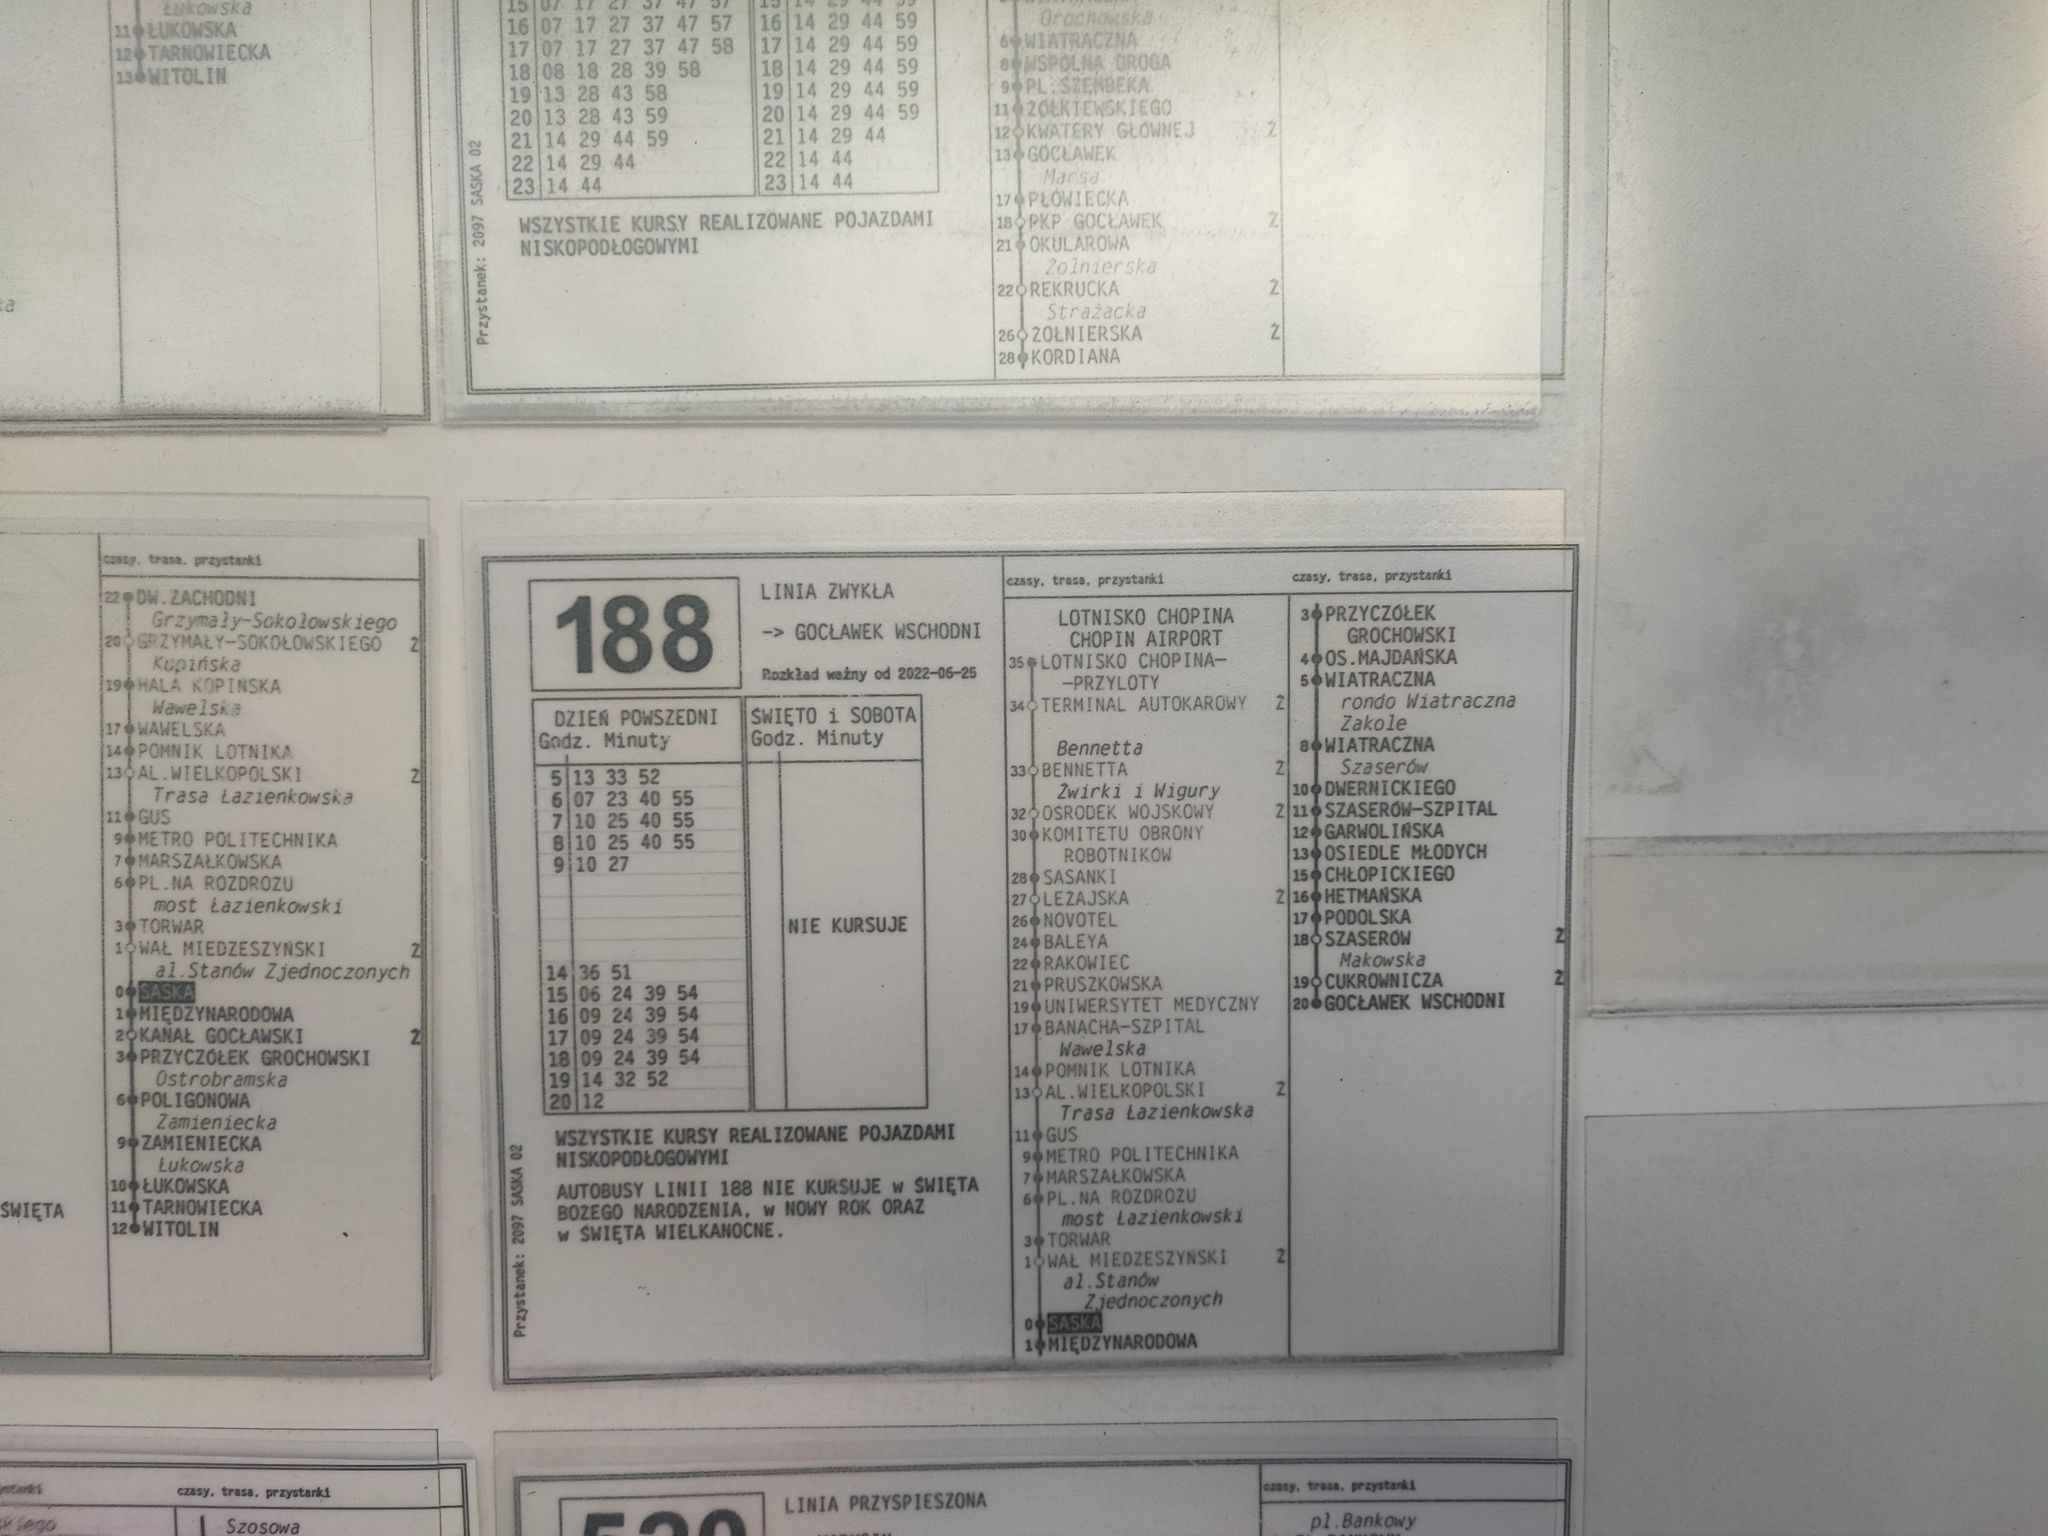 Łukowska
11 ŁUKOWSKA
12 TARNOWIECKA
13 WITOLIN
15 07 17 27 37 47 57
16 07 17 27 37 47 57
17 07 17 27 37 47 58
18 08 18 28 39 58
19 13 28 43 58
20 13 28 43 59
21 14 29 44 59
22 14 29 44
23 14 44
15 14 29 44 59
16 14 29 44 59
17 14 29 44 59
18 14 29 44 59
19 14 29 44 59
20 14 29 44 59
21 14 29 44
22 14 44
23 14 44
WSZYSTKIE KURSY REALIZOWANE POJAZDAMI
NISKOPODŁOGOWYMI
Przystanek: 2097 SASKA 02
Grochowska
6 WIATRACZNA
8 WSPÓLNA DROGA
9 PL.SZEMBEKA
11 ŻÓŁKIEWSKIEGO
12 KWATERY GŁÓWNEJ Ż
13 GOCŁAWEK
Marsa
17 PŁOWIECKA
18 PKP GOCŁAWEK Ż
21 OKULAROWA
Żołnierska
22 REKRUCKA Ż
Strażacka
26 ŻOŁNIERSKA Ż
28 KORDIANA
czasy, trasa, przystanki
22 DW.ZACHODNI
Grzymały-Sokołowskiego
20 GRZYMAŁY-SOKOŁOWSKIEGO Ż
Kopińska
19 HALA KOPIŃSKA
Wawelska
17 WAWELSKA
14 POMNIK LOTNIKA
13 AL.WIELKOPOLSKI Ż
Trasa Łazienkowska
11 GUS
9 METRO POLITECHNIKA
7 MARSZAŁKOWSKA
6 PL.NA ROZDROŻU
most Łazienkowski
3 TORWAR
1 WAŁ MIEDZESZYŃSKI Ż
al.Stanów Zjednoczonych
0 SASKA
1 MIĘDZYNARODOWA
2 KANAŁ GOCŁAWSKI Ż
3 PRZYCZÓŁEK GROCHOWSKI
Ostrobramska
6 POLIGONOWA
Zamieniecka
9 ZAMIENIECKA
Łukowska
10 ŁUKOWSKA
11 TARNOWIECKA
12 WITOLIN
ŚWIĘTA
188
LINIA ZWYKŁA
-> GOCŁAWEK WSCHODNI
Rozkład ważny od 2022-06-25
DZIEŃ POWSZEDNI
Godz. Minuty
5 13 33 52
6 07 23 40 55
7 10 25 40 55
8 10 25 40 55
9 10 27
14 36 51
15 06 24 39 54
16 09 24 39 54
17 09 24 39 54
18 09 24 39 54
19 14 32 52
20 12
ŚWIĘTO i SOBOTA
Godz. Minuty
NIE KURSUJE
WSZYSTKIE KURSY REALIZOWANE POJAZDAMI
NISKOPODŁOGOWYMI
AUTOBUSY LINII 188 NIE KURSUJE w ŚWIĘTA
BOŻEGO NARODZENIA, w NOWY ROK ORAZ
w ŚWIĘTA WIELKANOCNE.
Przystanek: 2097 SASKA 02
czasy, trasa, przystanki
LOTNISKO CHOPINA
CHOPIN AIRPORT
35 LOTNISKO CHOPINA-
-PRZYLOTY
34 TERMINAL AUTOKAROWY Ż
Bennetta
33 BENNETTA Ż
Żwirki i Wigury
32 OŚRODEK WOJSKOWY Ż
30 KOMITETU OBRONY
ROBOTNIKÓW
28 SASANKI
27 LEŻAJSKA Ż
26 NOVOTEL
24 BALEYA
22 RAKOWIEC
21 PRUSZKOWSKA
19 UNIWERSYTET MEDYCZNY
17 BANACHA-SZPITAL
Wawelska
14 POMNIK LOTNIKA
13 AL.WIELKOPOLSKI Ż
Trasa Łazienkowska
11 GUS
9 METRO POLITECHNIKA
7 MARSZAŁKOWSKA
6 PL.NA ROZDROŻU
most Łazienkowski
3 TORWAR
1 WAŁ MIEDZESZYŃSKI Ż
al.Stanów
Zjednoczonych
0 SASKA
1 MIĘDZYNARODOWA
czasy, trasa, przystanki
3 PRZYCZÓŁEK
GROCHOWSKI
4 OS.MAJDAŃSKA
5 WIATRACZNA
rondo Wiatraczna
Zakole
8 WIATRACZNA
Szaserów
10 DWERNICKIEGO
11 SZASERÓW-SZPITAL
12 GARWOLIŃSKA
13 OSIEDLE MŁODYCH
15 CHŁOPICKIEGO
16 HETMAŃSKA
17 PODOLSKA
18 SZASERÓW Ż
Makowska
19 CUKROWNICZA Ż
20 GOCŁAWEK WSCHODNI
czasy, trasa, przystanki
Szosowa
LINIA PRZYSPIESZONA
czasy, trasa, przystanki
pl.Bankowy